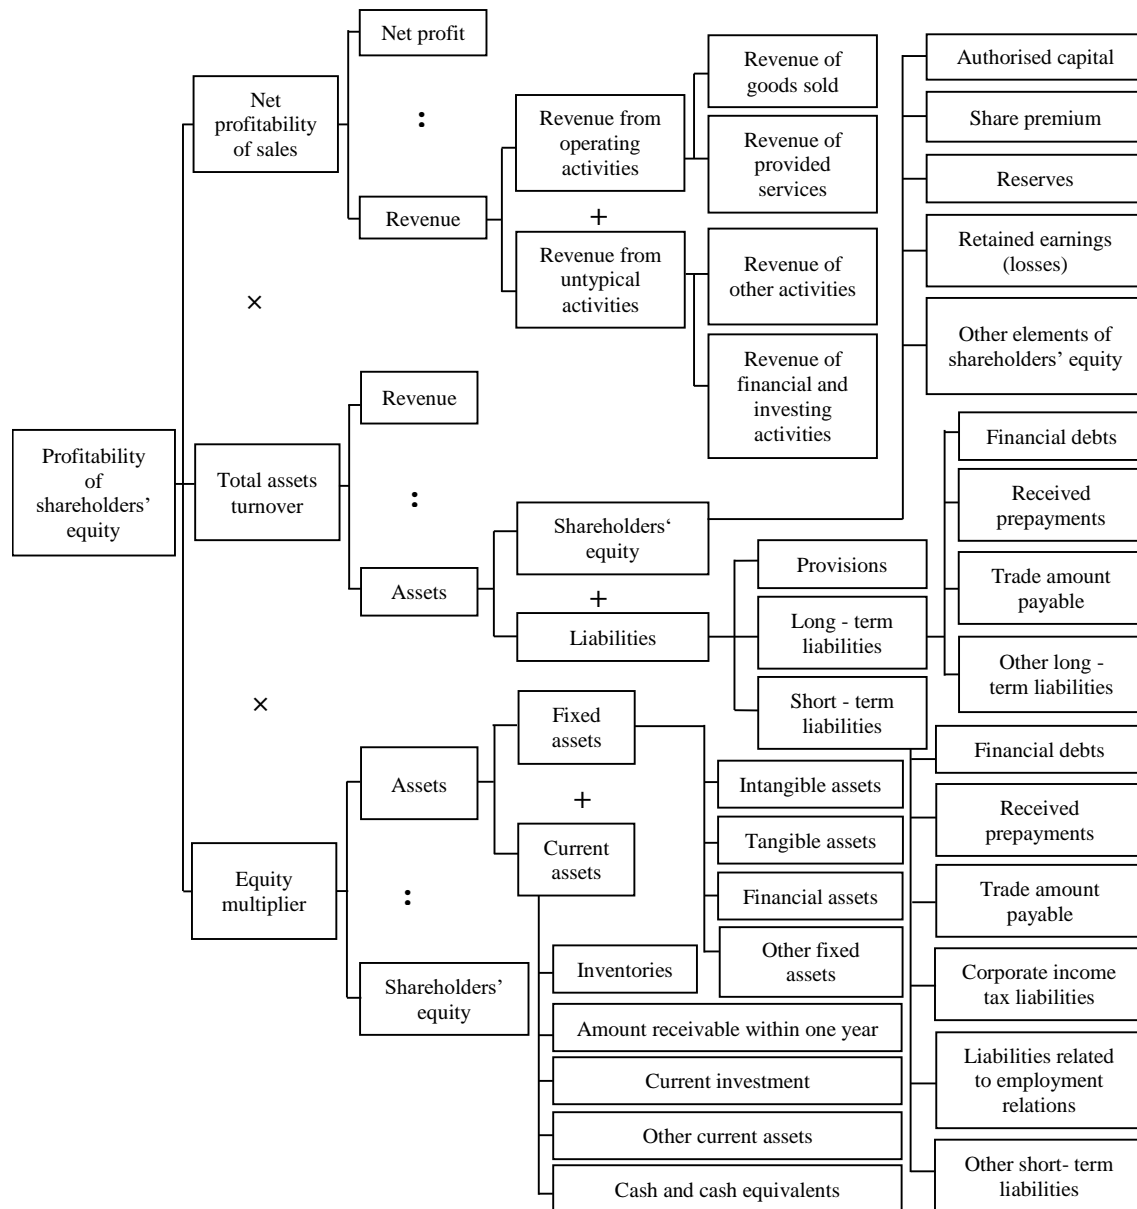 Net profit
Net
profitability
of sales
:
Revenue
Revenue from
operating
activities
+
Revenue from
untypical
activities
Revenue of
goods sold
Revenue of
provided
services
Revenue of
other activities
Revenue of
financial and
investing
activities
Authorised capital
Share premium
Reserves
Retained earnings
(losses)
Other elements of
shareholders’ equity
×
Profitability
of
shareholders’
equity
Total assets
turnover
Revenue
:
Assets
Shareholders‘
equity
+
Liabilities
Provisions
Long - term
liabilities
Short - term
liabilities
Financial debts
Received
prepayments
Trade amount
payable
Other long -
term liabilities
×
Equity
multiplier
Assets
:
Shareholders’
equity
Fixed
assets
+
Current
assets
Intangible assets
Tangible assets
Financial assets
Other fixed
assets
Inventories
Amount receivable within one year
Current investment
Other current assets
Cash and cash equivalents
Financial debts
Received
prepayments
Trade amount
payable
Corporate income
tax liabilities
Liabilities related
to employment
relations
Other short- term
liabilities